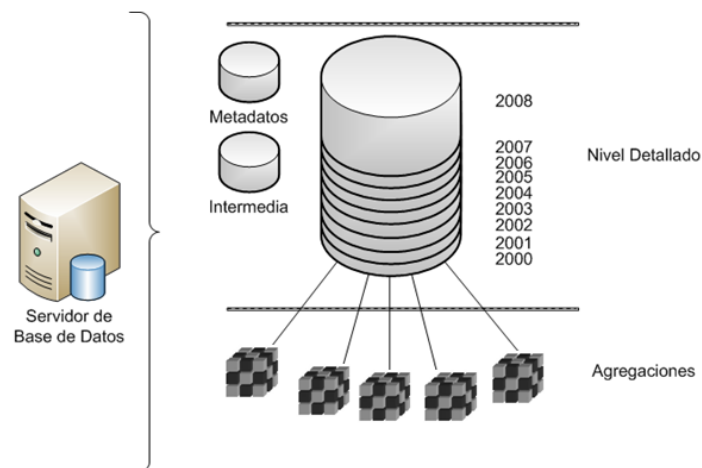 Metadatos
Intermedia
2008
2007
2006
2005
2004
2003
2002
2001
2000
Nivel Detallado
Servidor de
Base de Datos
Agregaciones